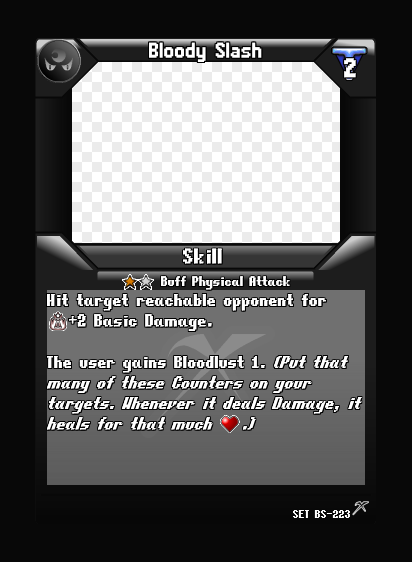 Bloody Slash
2
Skill
Buff Physical Attack
Hit target reachable opponent for
+2 Basic Damage.
The user gains Bloodlust 1. (Put that
many of these Counters on your
targets. Whenever it deals Damage, it
heals for that much .)
SET BS-223